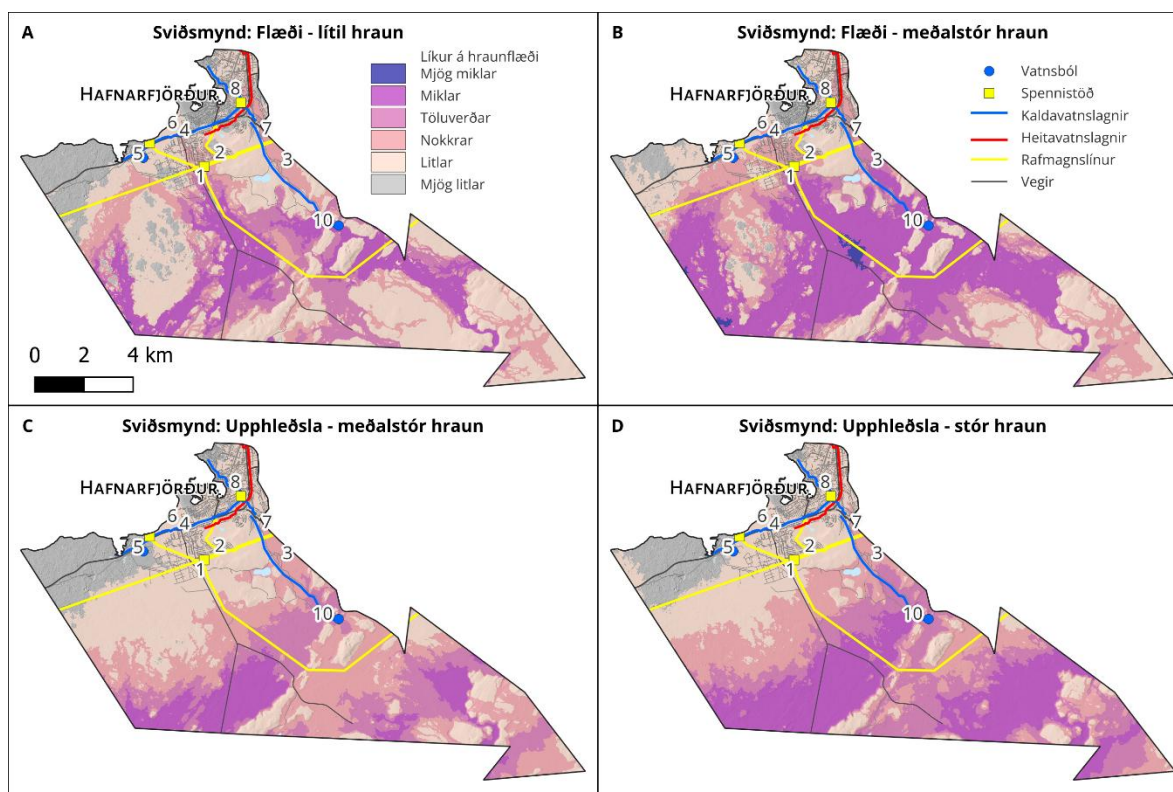 A
Sviðsmynd: Flæði - lítil hraun
Líkur á hraunflæði
Mjög miklar
Miklar
Töluverðar
Nokkrar
Litlar
Mjög litlar
HAFNARFJÖRÐUR
8
6
4
7
5
2
3
1
10
0 2 4 km
B
Sviðsmynd: Flæði - meðalstór hraun
Vatnsból
Spennistöð
Kaldavatnslagnir
Heitavatnslagnir
Rafmagnslínur
Vegir
HAFNARFJÖRÐUR
8
6
4
7
5
2
3
1
10
C
Sviðsmynd: Upphleðsla - meðalstór hraun
HAFNARFJÖRÐUR
8
6
4
7
5
2
3
1
10
D
Sviðsmynd: Upphleðsla - stór hraun
HAFNARFJÖRÐUR
8
6
4
7
5
2
3
1
10